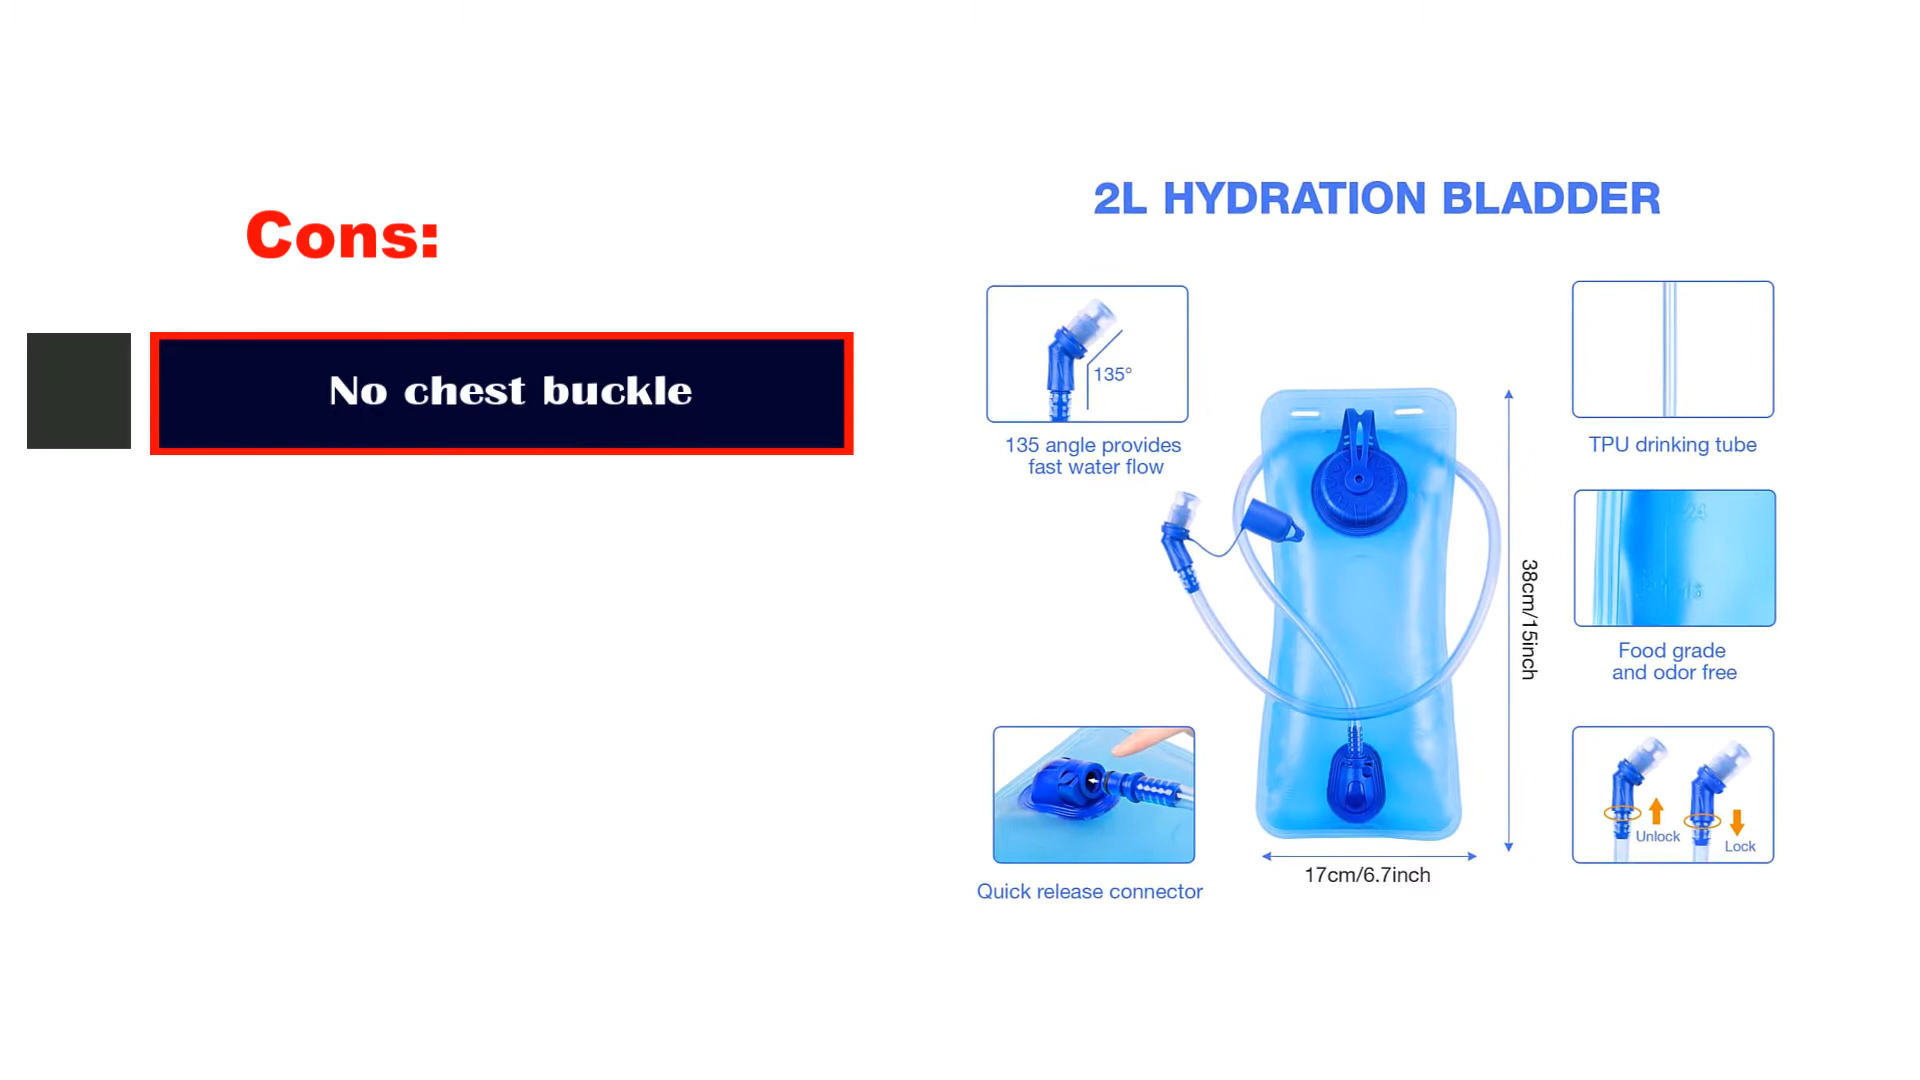 Cons:
No chest buckle
2L HYDRATION BLADDER
135°
135 angle provides
fast water flow
TPU drinking tube
Food grade
and odor free
38cm/15inch
17cm/6.7inch
Quick release connector
Unlock
Lock